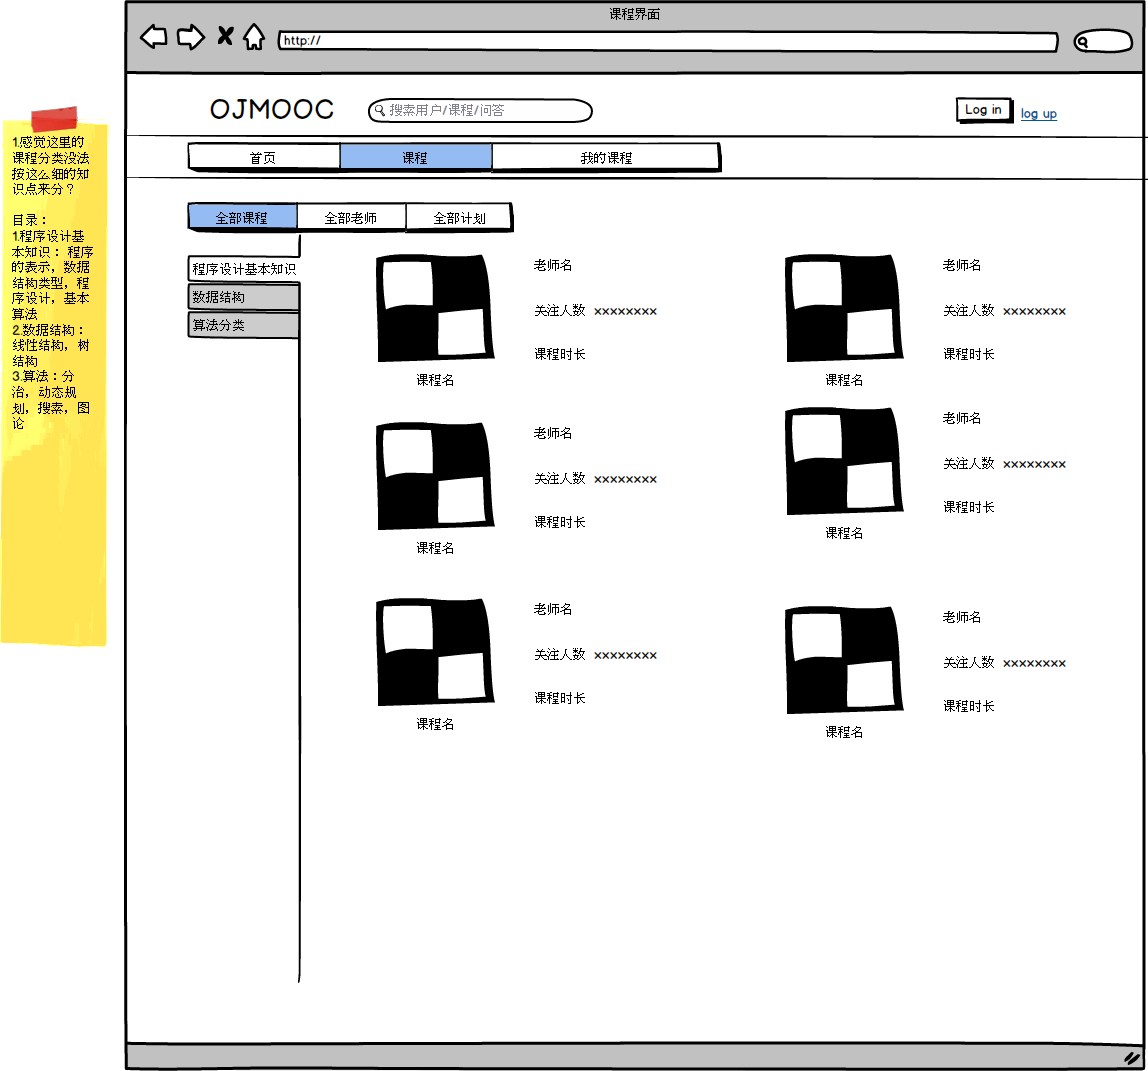 课程界面
http://
OJMOOC
搜索用户/课程/问答
Log in
log up
首页
课程
我的课程
全部课程
全部老师
全部计划
程序设计基本知识
数据结构
算法分类
1.感觉这里的
课程分类没法
按这么细的知
识点来分？
目录：
1.程序设计基
本知识： 程序
的表示，数据
结构类型，程
序设计，基本
算法
2.数据结构：
线性结构，树
结构
3.算法：分
治，动态规
划，搜索，图
论
老师名
关注人数 ××××××××
课程时长
课程名
老师名
关注人数 ××××××××
课程时长
课程名
老师名
关注人数 ××××××××
课程时长
课程名
老师名
关注人数 ××××××××
课程时长
课程名
老师名
关注人数 ××××××××
课程时长
课程名
老师名
关注人数 ××××××××
课程时长
课程名